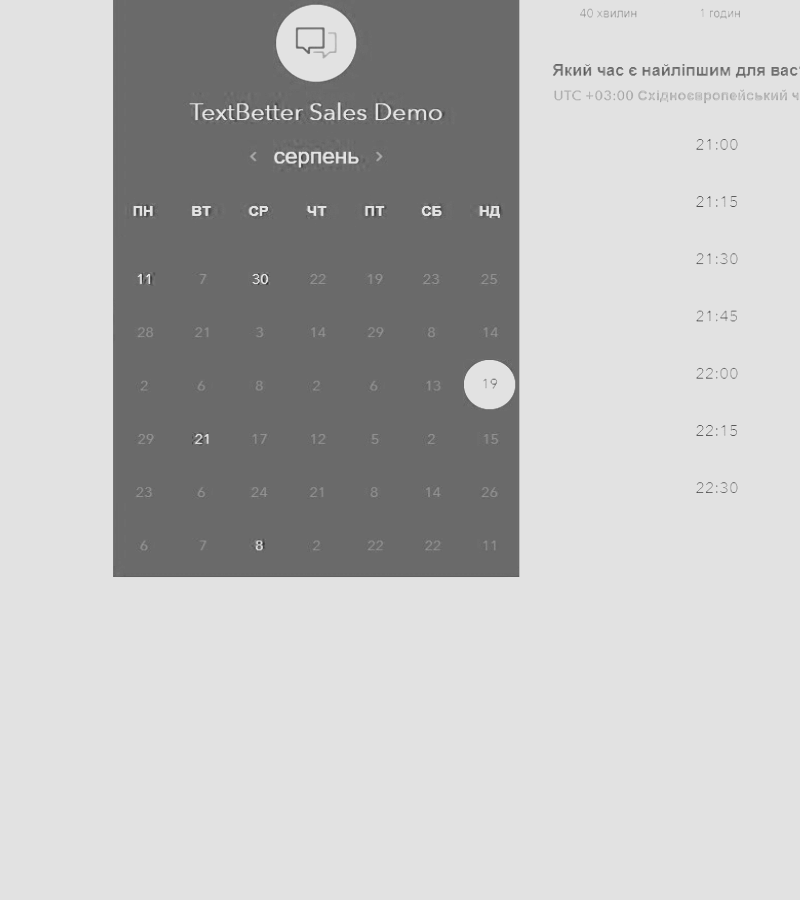 TextBetter Sales Demo
‹ серпень ›
ПН ВТ СР ЧТ ПТ СБ НД
11 7 30 22 19 23 25
28 21 3 14 29 8 14
2 6 8 2 6 13 19
29 21 17 12 5 2 15
23 6 24 21 8 14 26
6 7 8 2 22 22 11
40 хвилин 1 годин
Який час є найліпшим для вас
UTC +03:00 Східноєвропейський ч
21:00
21:15
21:30
21:45
22:00
22:15
22:30